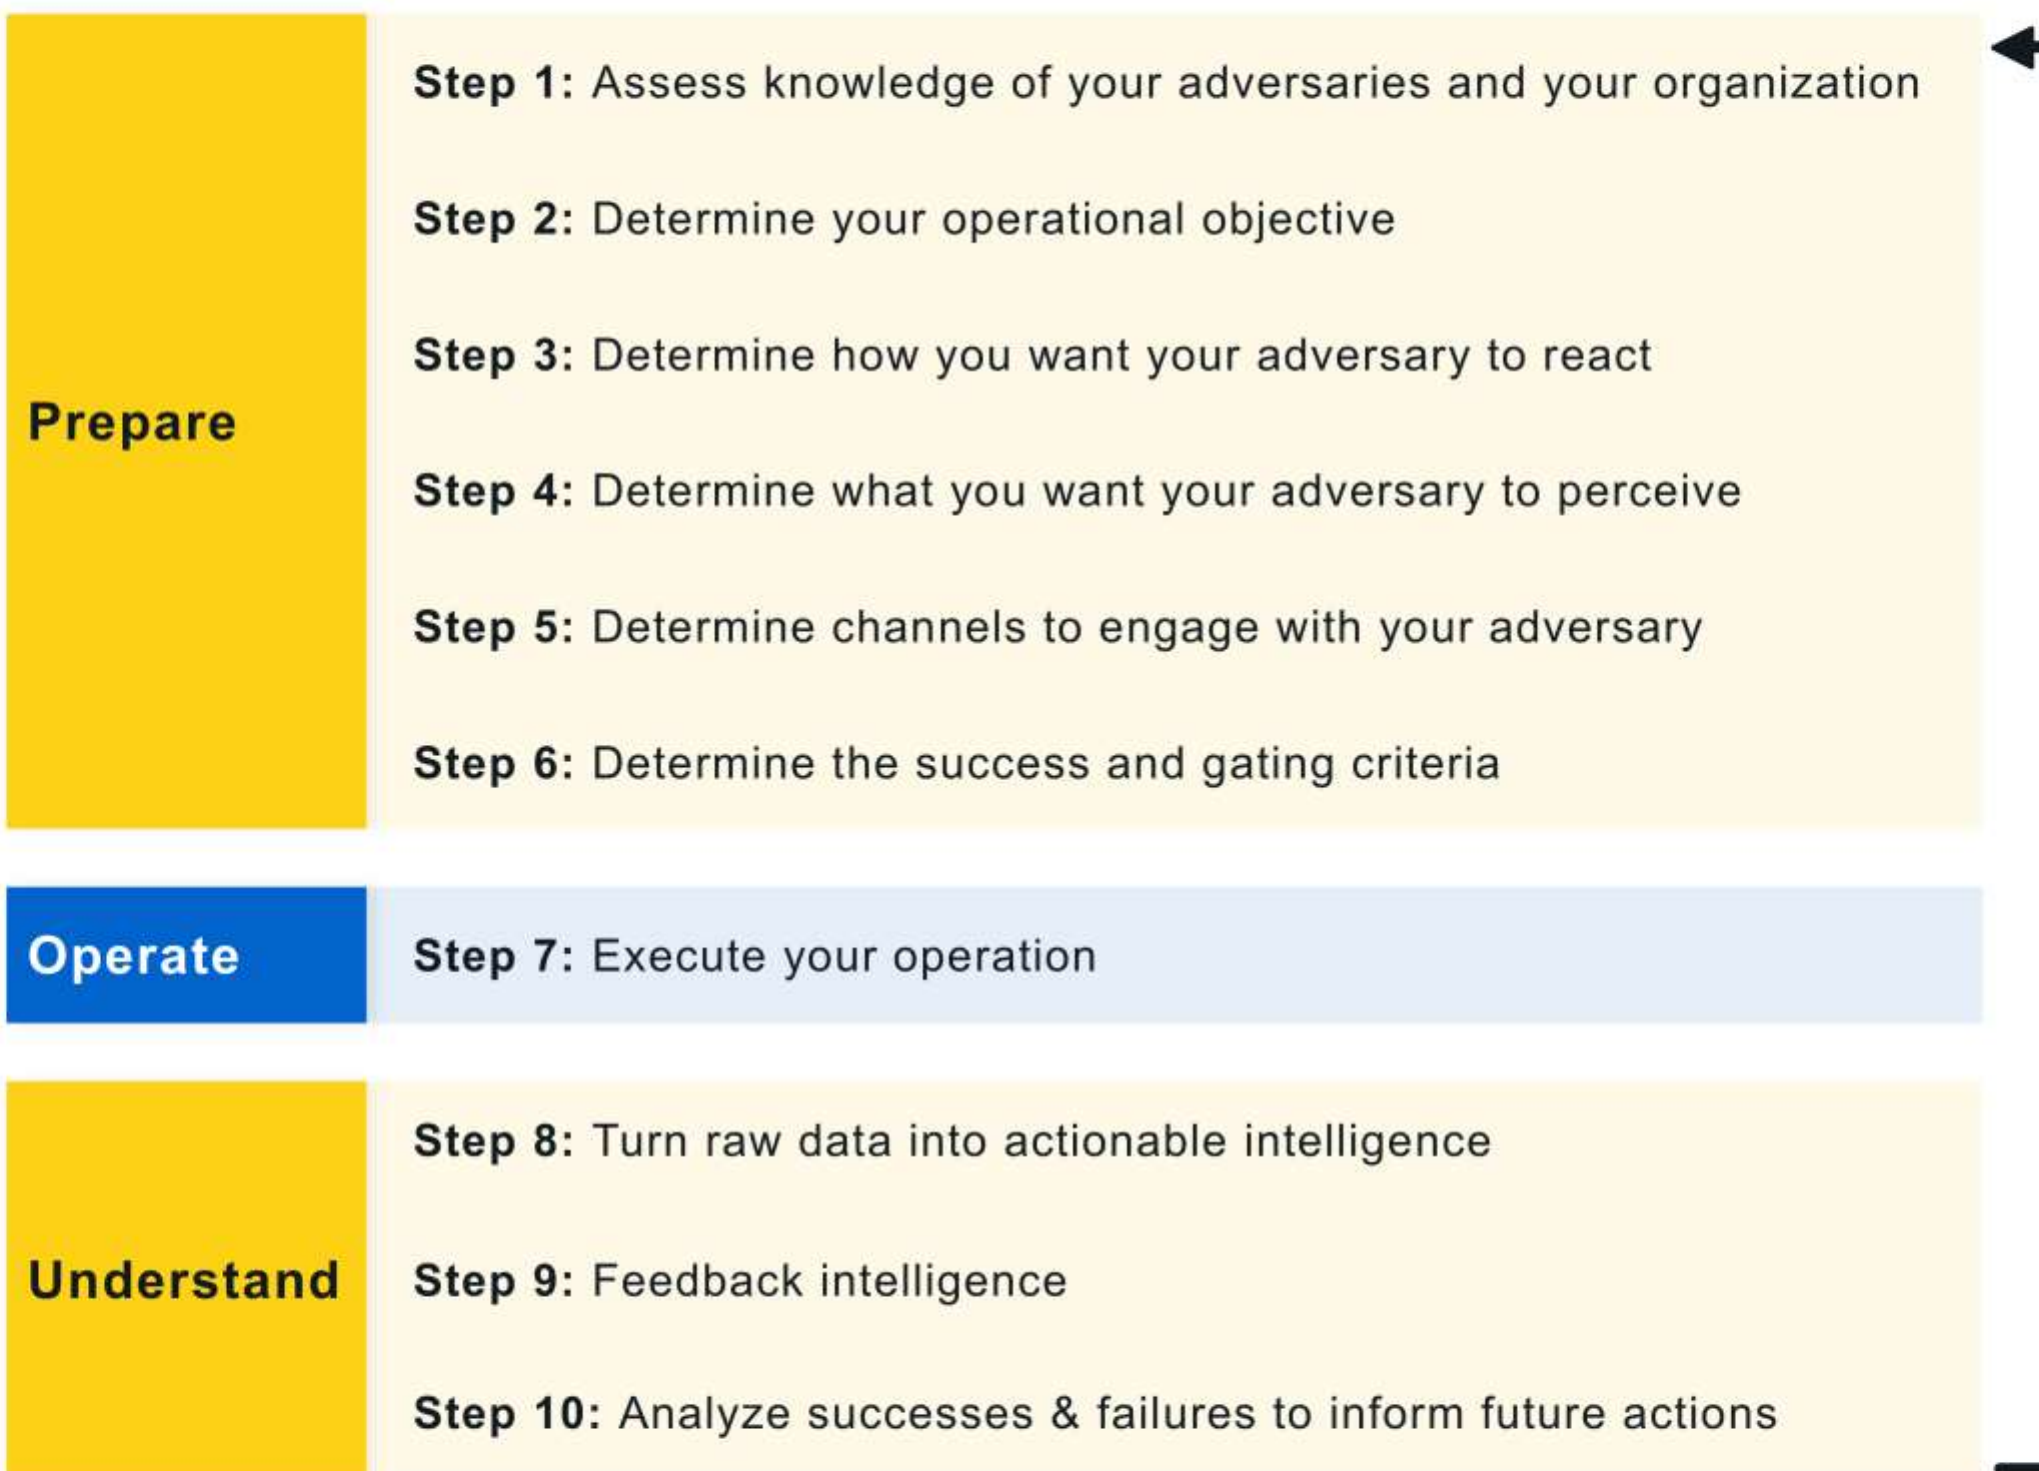 Step 1: Assess knowledge of your adversaries and your organization
Step 2: Determine your operational objective
Step 3: Determine how you want your adversary to react
Prepare
Step 4: Determine what you want your adversary to perceive
Step 5: Determine channels to engage with your adversary
Step 6: Determine the success and gating criteria
Operate
Step 7: Execute your operation
Step 8: Turn raw data into actionable intelligence
Understand
Step 9: Feedback intelligence
Step 10: Analyze successes & failures to inform future actions